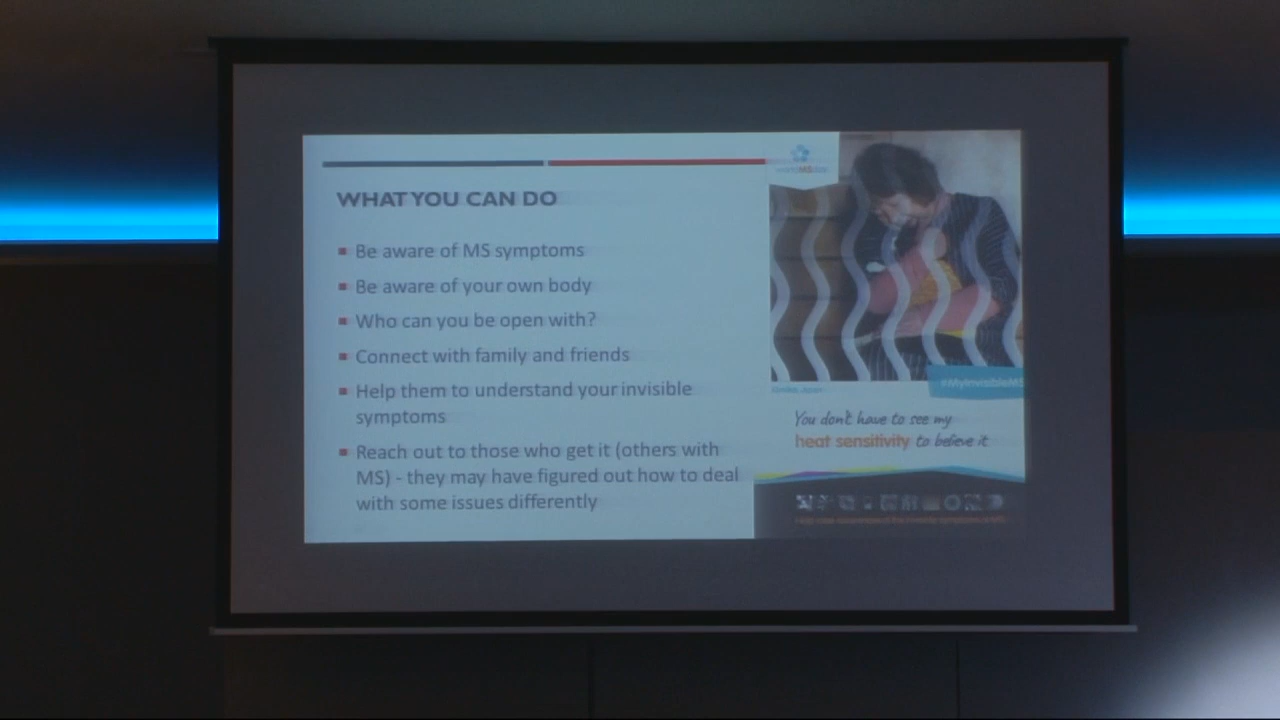 WHAT YOU CAN DO
Be aware of MS symptoms
Be aware of your own body
Who can you be open with?
Connect with family and friends
Help them to understand your invisible
symptoms
Reach out to those who get it (others with
MS) - they may have figured out how to deal
with some issues differently
#MyInvisibleMS
You don't have to see my
heat sensitivity to believe it